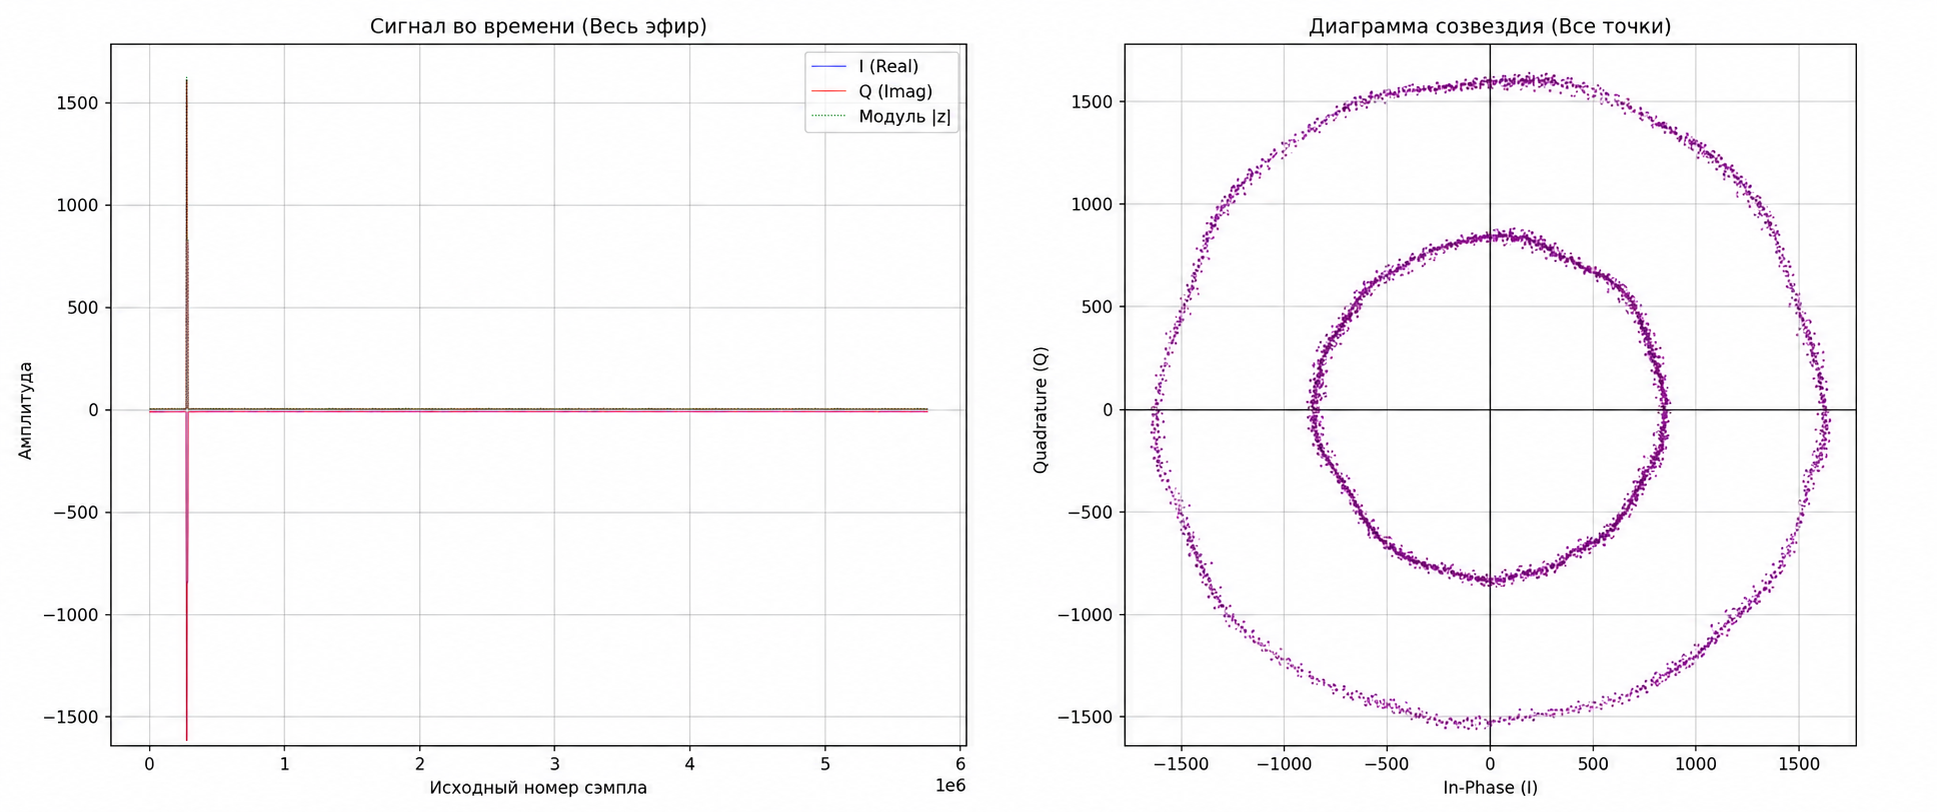 Сигнал во времени (Весь эфир)
I (Real)
Q (Imag)
Модуль |z|
Амплитуда
1500
1000
500
0
−500
−1000
−1500
0 1 2 3 4 5 6
1e6
Исходный номер сэмпла
Диаграмма созвездия (Все точки)
Quadrature (Q)
1500
1000
500
0
−500
−1000
−1500
−1500 −1000 −500 0 500 1000 1500
In-Phase (I)